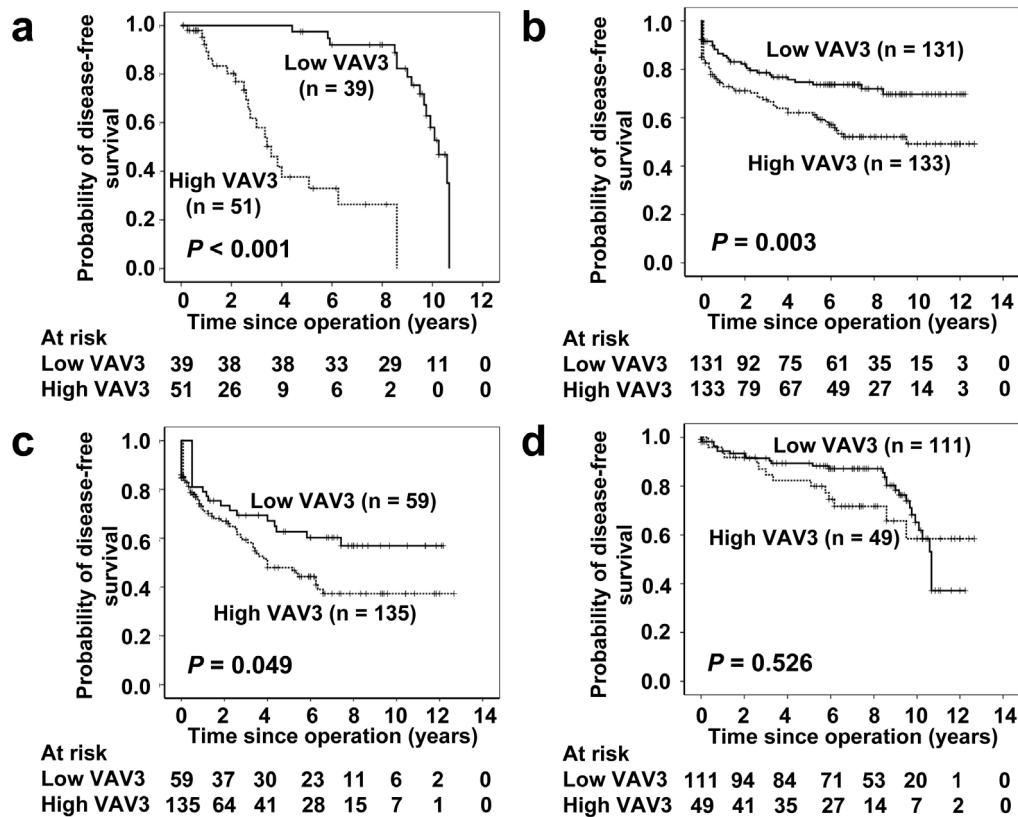 a
Probability of disease-free
survival
1.0
0.8
0.6
0.4
0.2
0.0
Low VAV3
(n = 39)
High VAV3
(n = 51)
P < 0.001
0 2 4 6 8 10 12
Time since operation (years)
At risk
Low VAV3 39 38 38 33 29 11 0
High VAV3 51 26 9 6 2 0 0
b
Probability of disease-free
survival
1.0
0.8
0.6
0.4
0.2
0.0
Low VAV3 (n = 131)
High VAV3
(n = 133)
P = 0.003
0 2 4 6 8 10 12 14
Time since operation (years)
At risk
Low VAV3 131 92 75 61 35 15 3 0
High VAV3 133 79 67 49 27 14 3 0
c
Probability of disease-free
survival
1.0
0.8
0.6
0.4
0.2
0.0
Low VAV3 (n = 59)
High VAV3 (n = 135)
P = 0.049
0 2 4 6 8 10 12 14
Time since operation (years)
At risk
Low VAV3 59 37 30 23 11 6 2 0
High VAV3 135 64 41 28 15 7 1 0
d
Probability of disease-free
survival
1.0
0.8
0.6
0.4
0.2
0.0
Low VAV3 (n = 111)
High VAV3 (n = 49)
P = 0.526
0 2 4 6 8 10 12 14
Time since operation (years)
At risk
Low VAV3 111 94 84 71 53 20 1 0
High VAV3 49 41 35 27 14 7 2 0